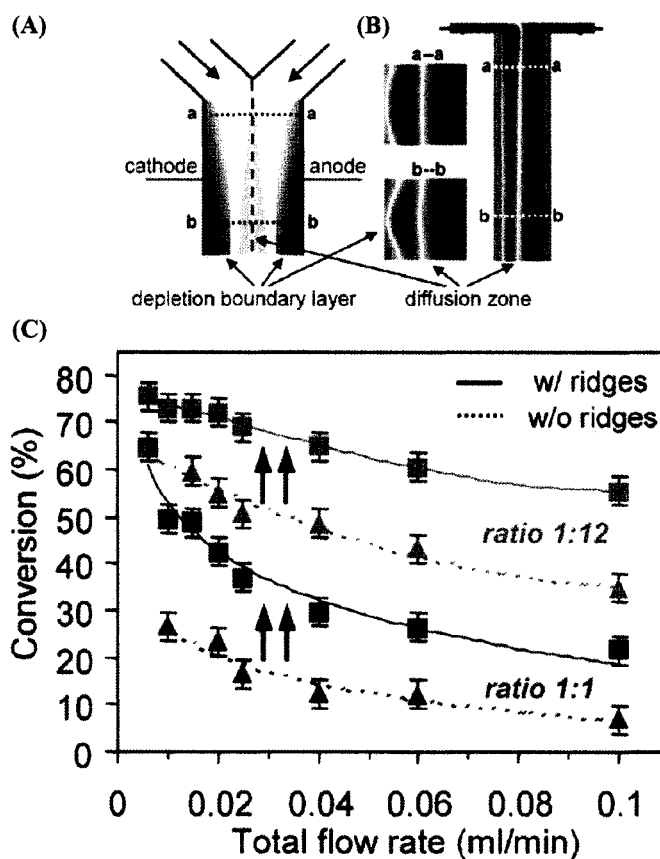 (A)
(B)
a--a
a a
a a
cathode anode
b--b
b b
b b
depletion boundary layer diffusion zone
(C)
80
70
60
50
40
30
20
10
0
Conversion (%)
w/ ridges
w/o ridges
ratio 1:12
ratio 1:1
0 0.02 0.04 0.06 0.08 0.1
Total flow rate (ml/min)